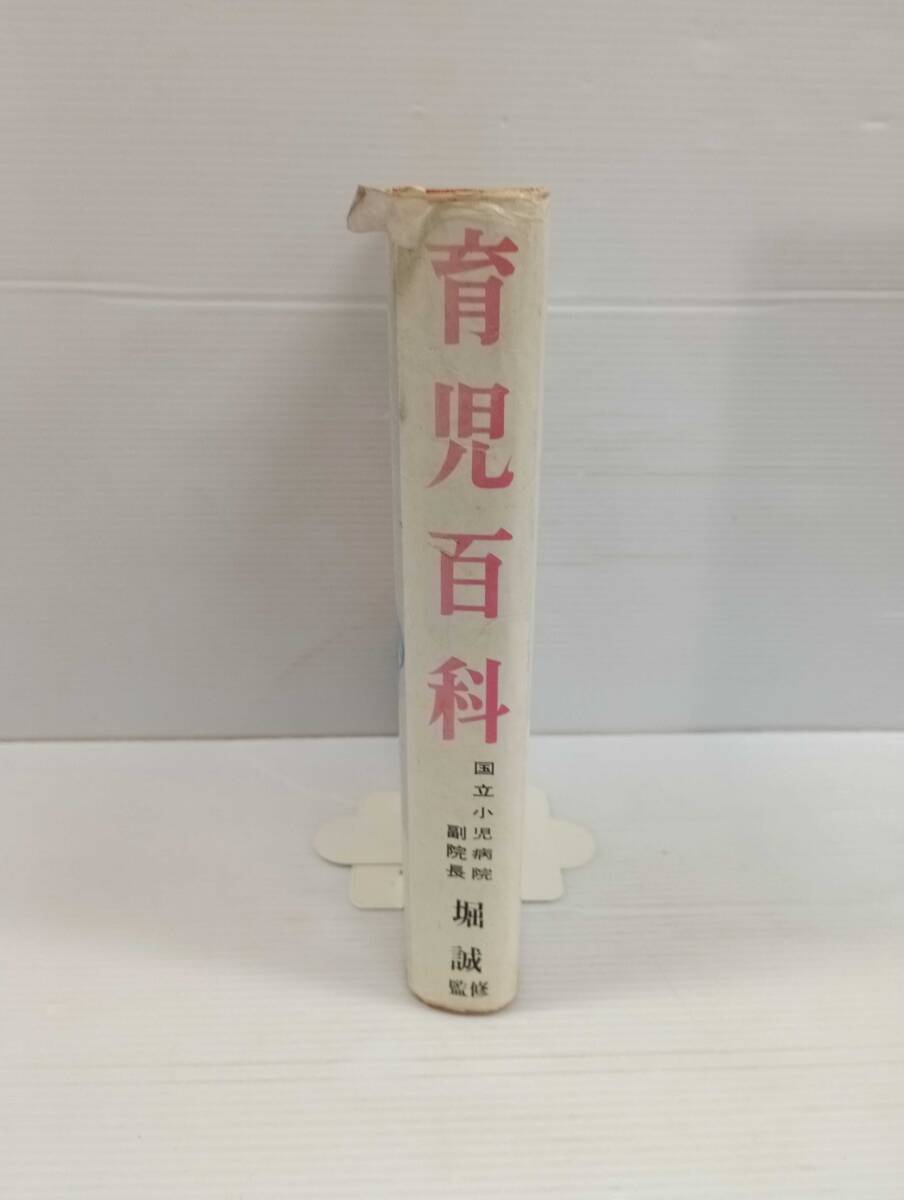 育児百科
国立小児病院
副院長
堀誠
監修